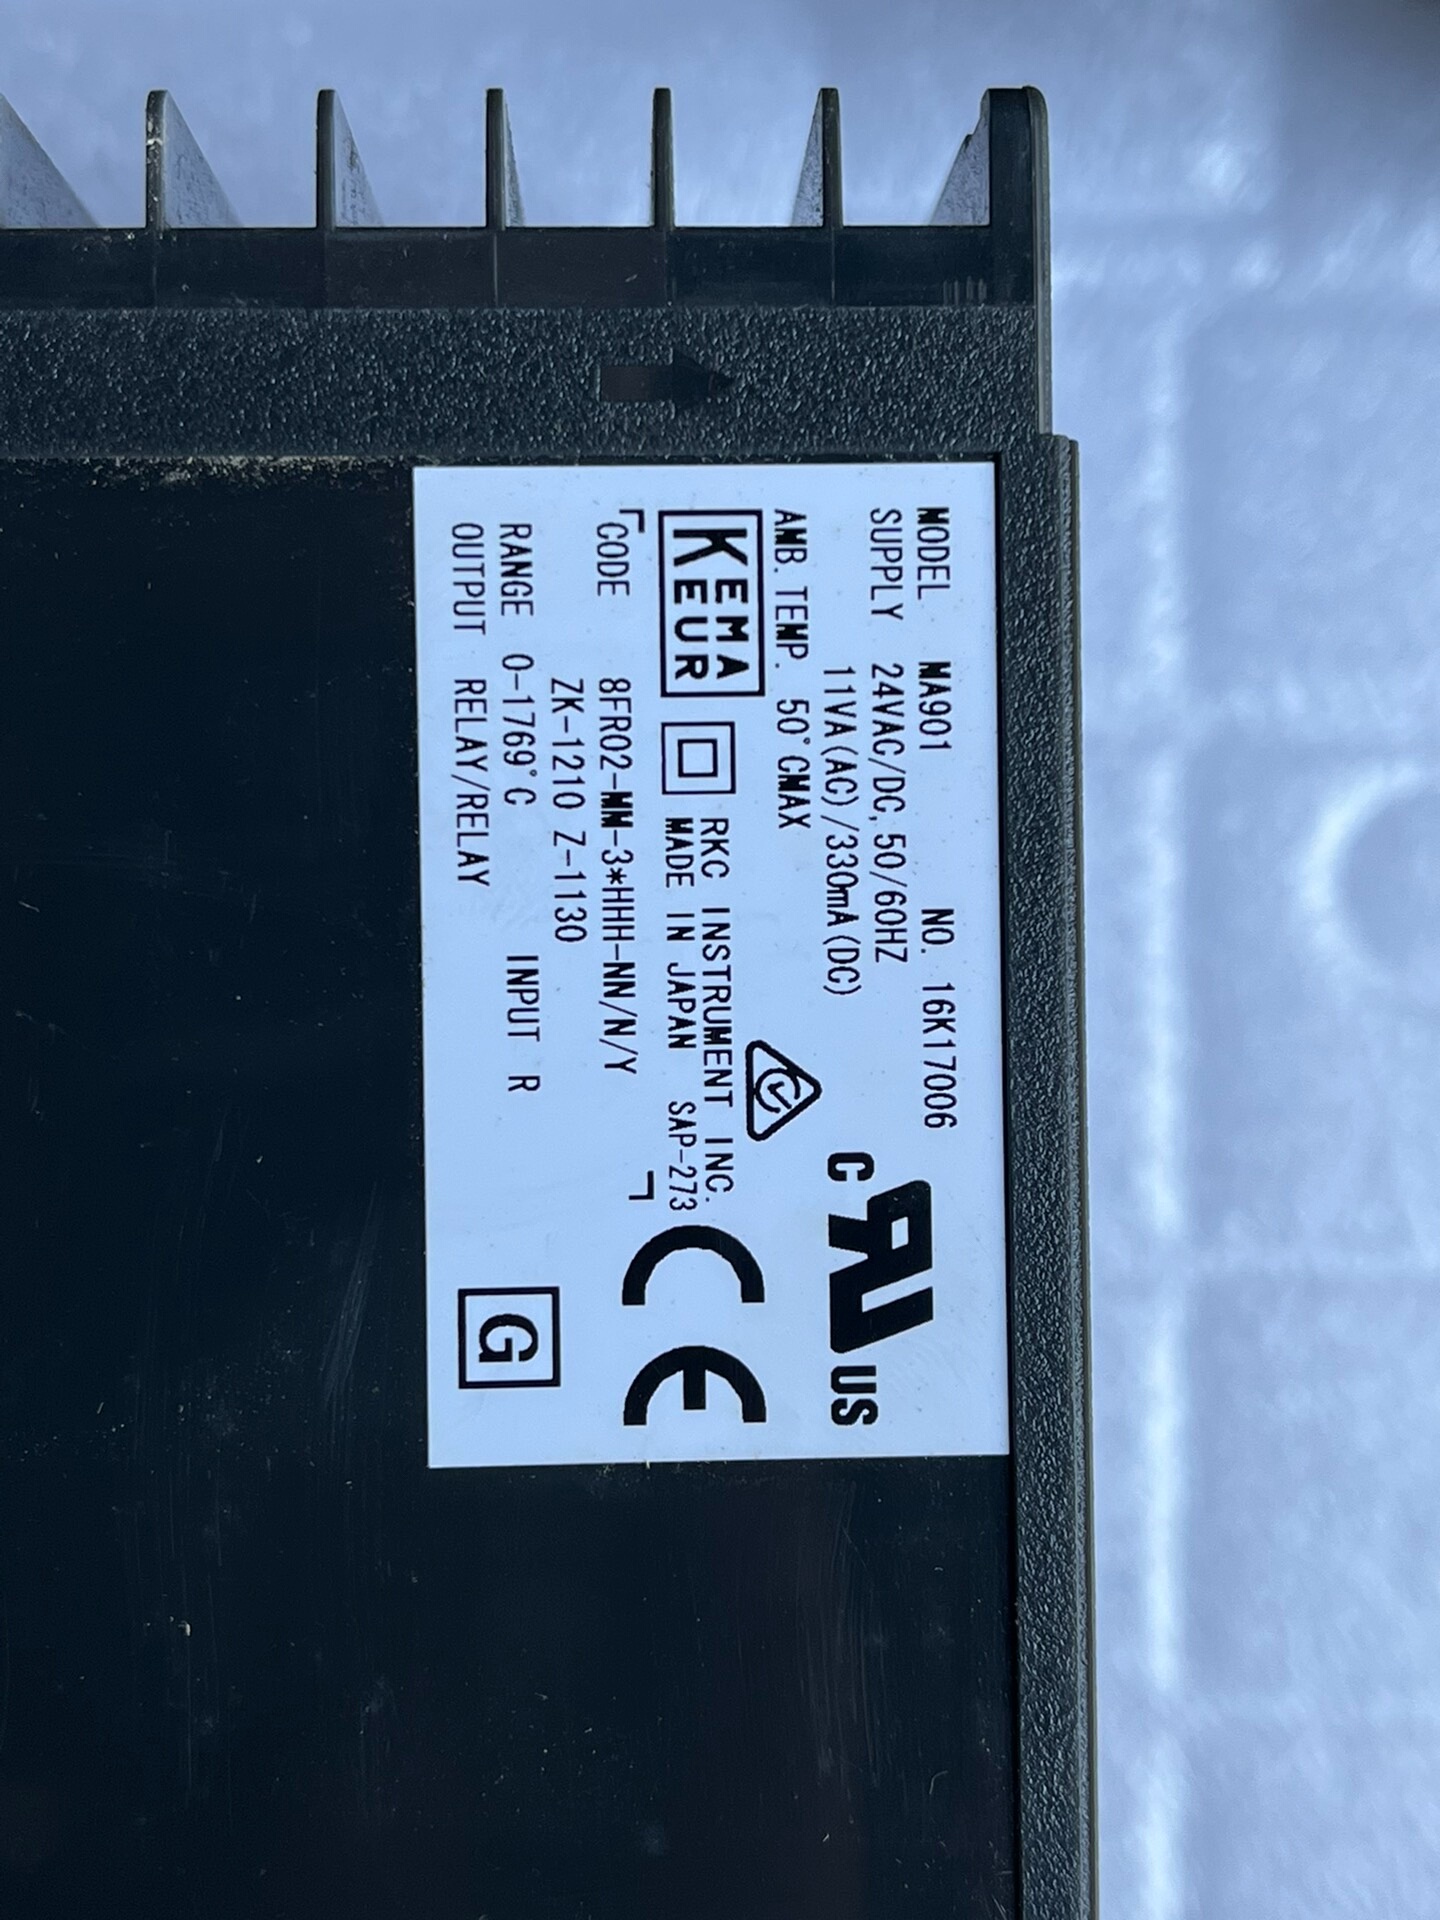 MODEL MA901 NO. 16K17006
SUPPLY 24VAC/DC, 50/60HZ
11VA(AC)/330mA(DC)
AMB. TEMP. 50°CMAX
C US
KEMA
KEUR
RKC INSTRUMENT INC.
MADE IN JAPAN SAP-273
CE
CODE 8FR02-MM-3*HHH-NN/N/Y
ZK-1210 Z-1130
RANGE 0-1769°C INPUT R
OUTPUT RELAY/RELAY
G